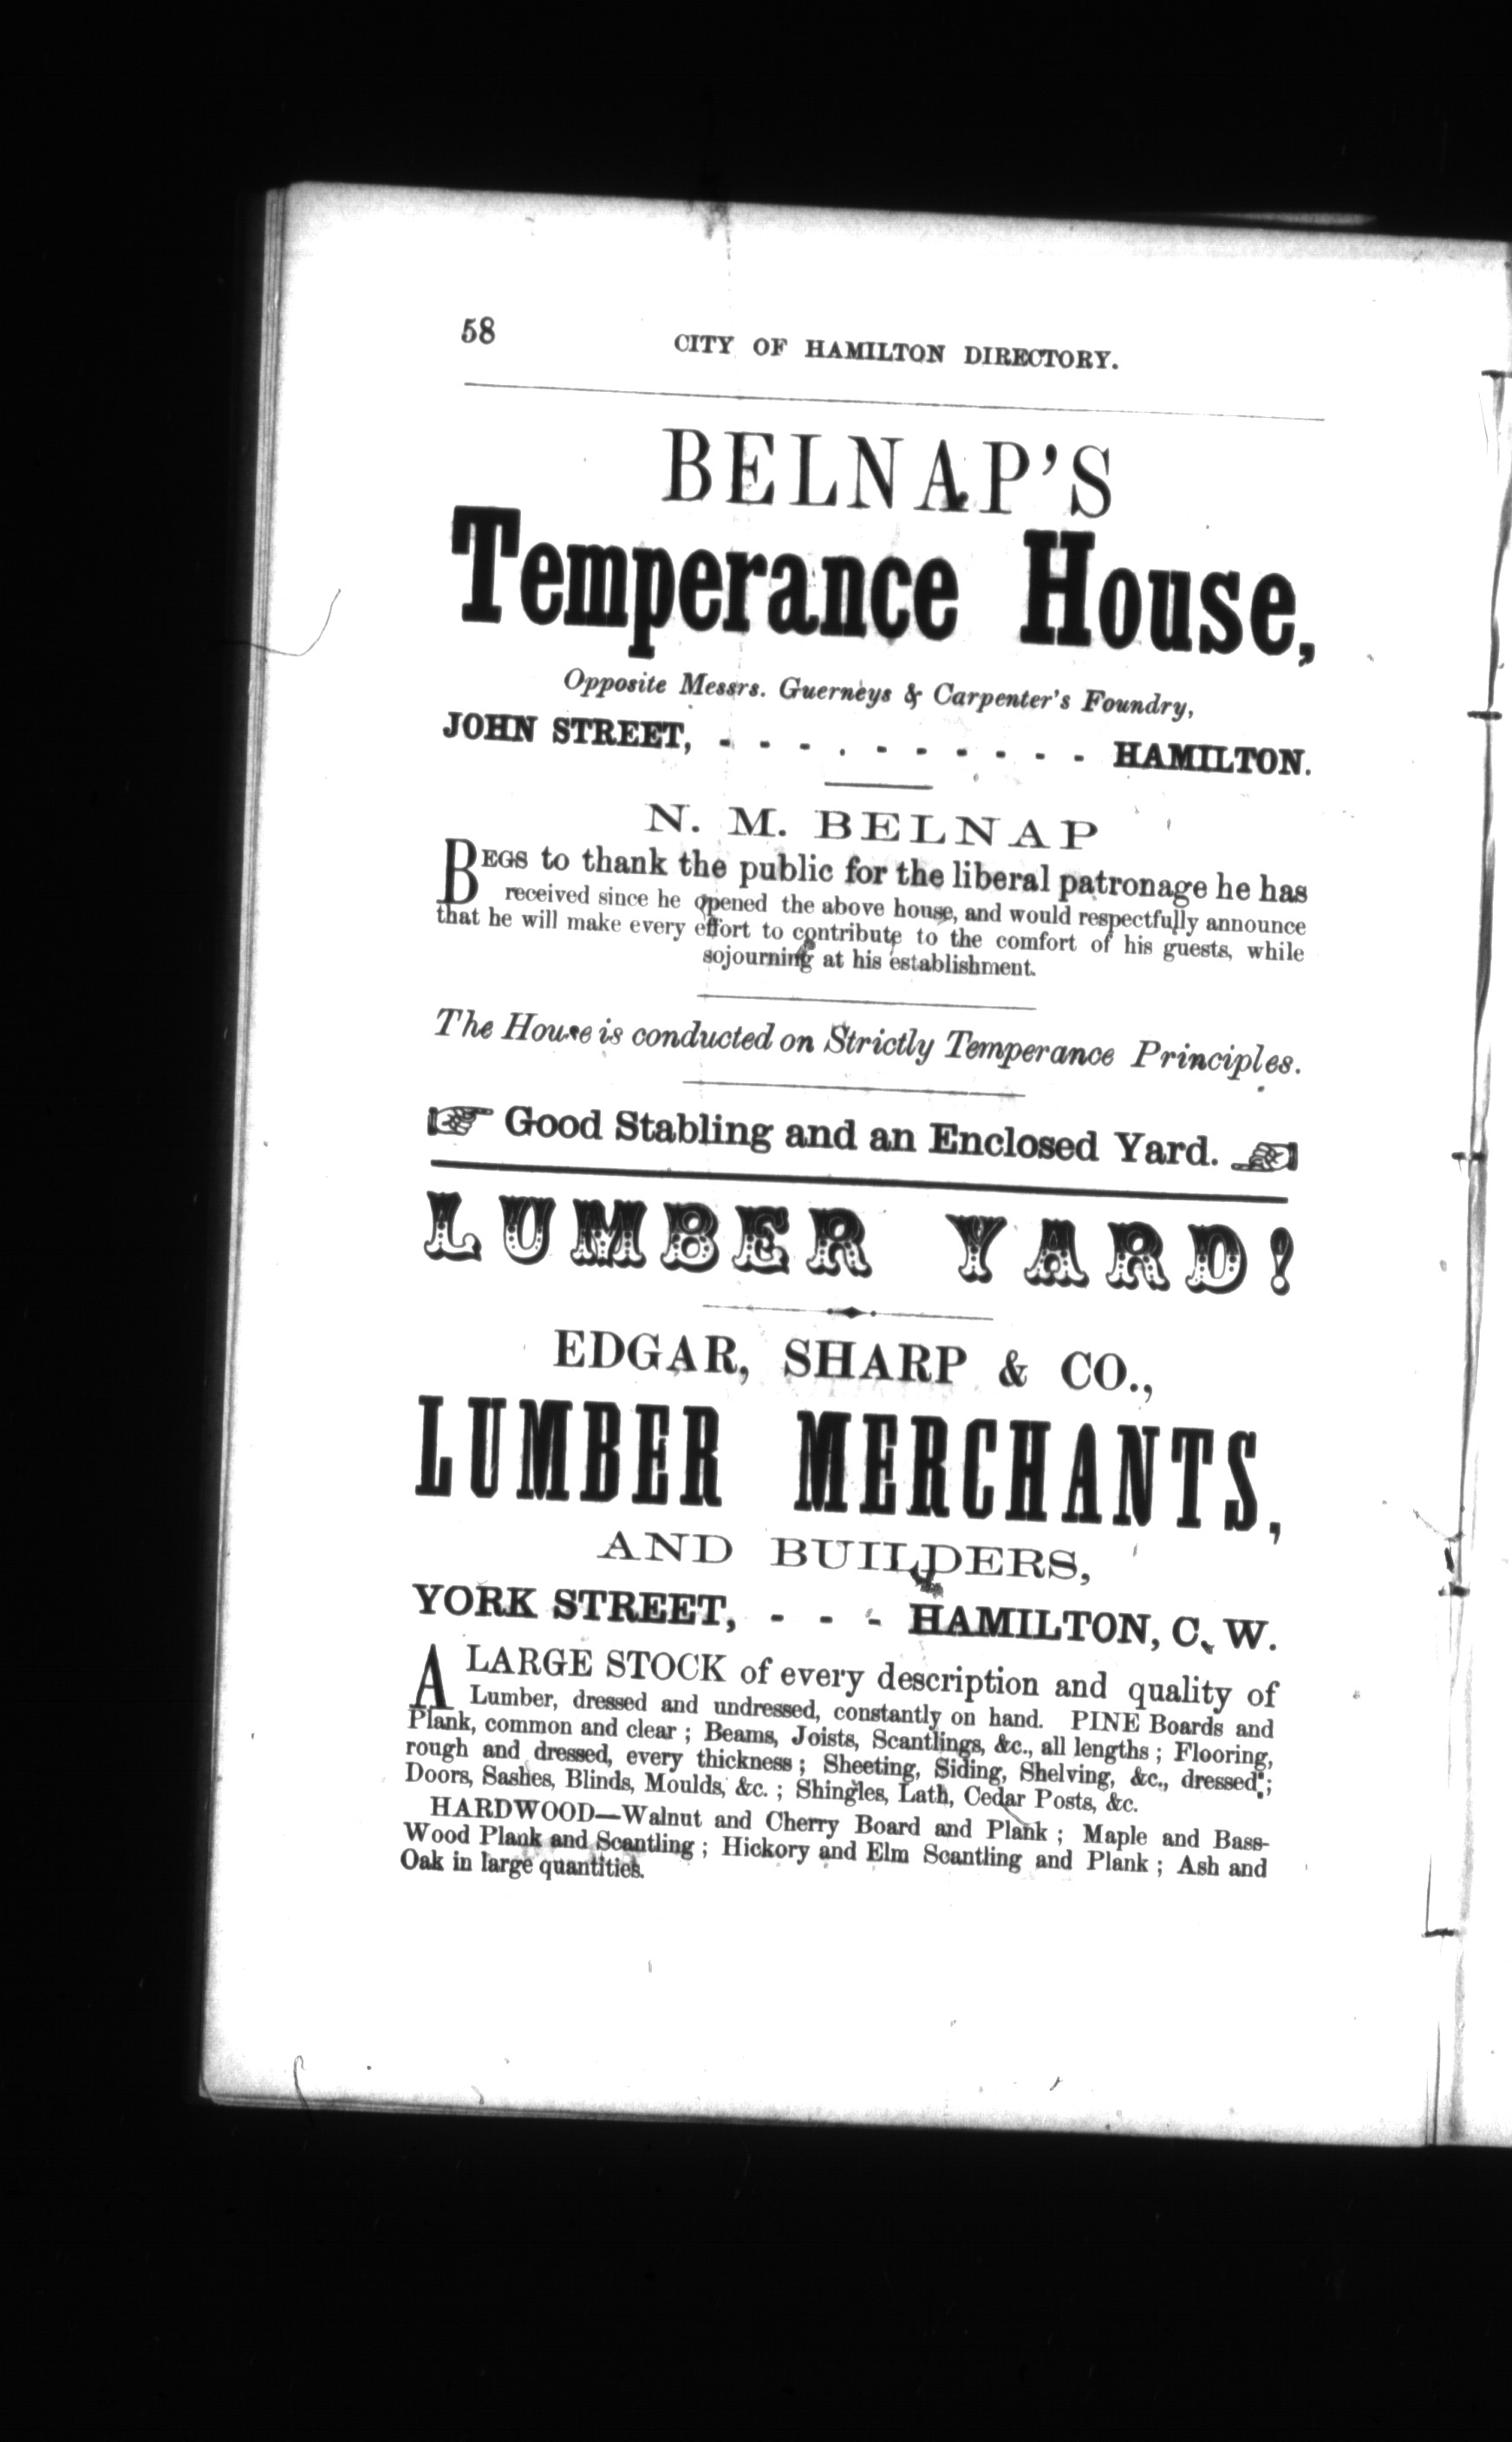 58
CITY OF HAMILTON DIRECTORY.
BELNAP'S
Temperance House,
Opposite Messrs. Guerneys & Carpenter's Foundry,
JOHN STREET, - - - - - - - - - - HAMILTON.
N. M. BELNAP
BEGS to thank the public for the liberal patronage he has
received since he opened the above house, and would respectfully announce
that he will make every effort to contribute to the comfort of his guests, while
sojourning at his establishment.
The House is conducted on Strictly Temperance Principles.
☞ Good Stabling and an Enclosed Yard. ☜
LUMBER YARD!
EDGAR, SHARP & CO.,
LUMBER MERCHANTS,
AND BUILDERS,
YORK STREET, - - - HAMILTON, C. W.
A LARGE STOCK of every description and quality of
Lumber, dressed and undressed, constantly on hand. PINE Boards and
Plank, common and clear ; Beams, Joists, Scantlings, &c., all lengths ; Flooring,
rough and dressed, every thickness ; Sheeting, Siding, Shelving, &c., dressed ;
Doors, Sashes, Blinds, Moulds, &c. ; Shingles, Lath, Cedar Posts, &c.
HARDWOOD—Walnut and Cherry Board and Plank ; Maple and Bass-
Wood Plank and Scantling ; Hickory and Elm Scantling and Plank ; Ash and
Oak in large quantities.